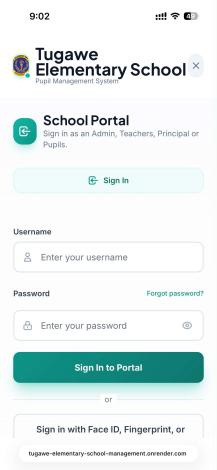 9:02
Tugawe
Elementary School
Pupil Management System
School Portal
Sign in as an Admin, Teachers, Principal or
Pupils.
Sign In
Username
Enter your username
Password
Forgot password?
Enter your password
Sign In to Portal
or
Sign in with Face ID, Fingerprint, or
tugawe-elementary-school-management.onrender.com